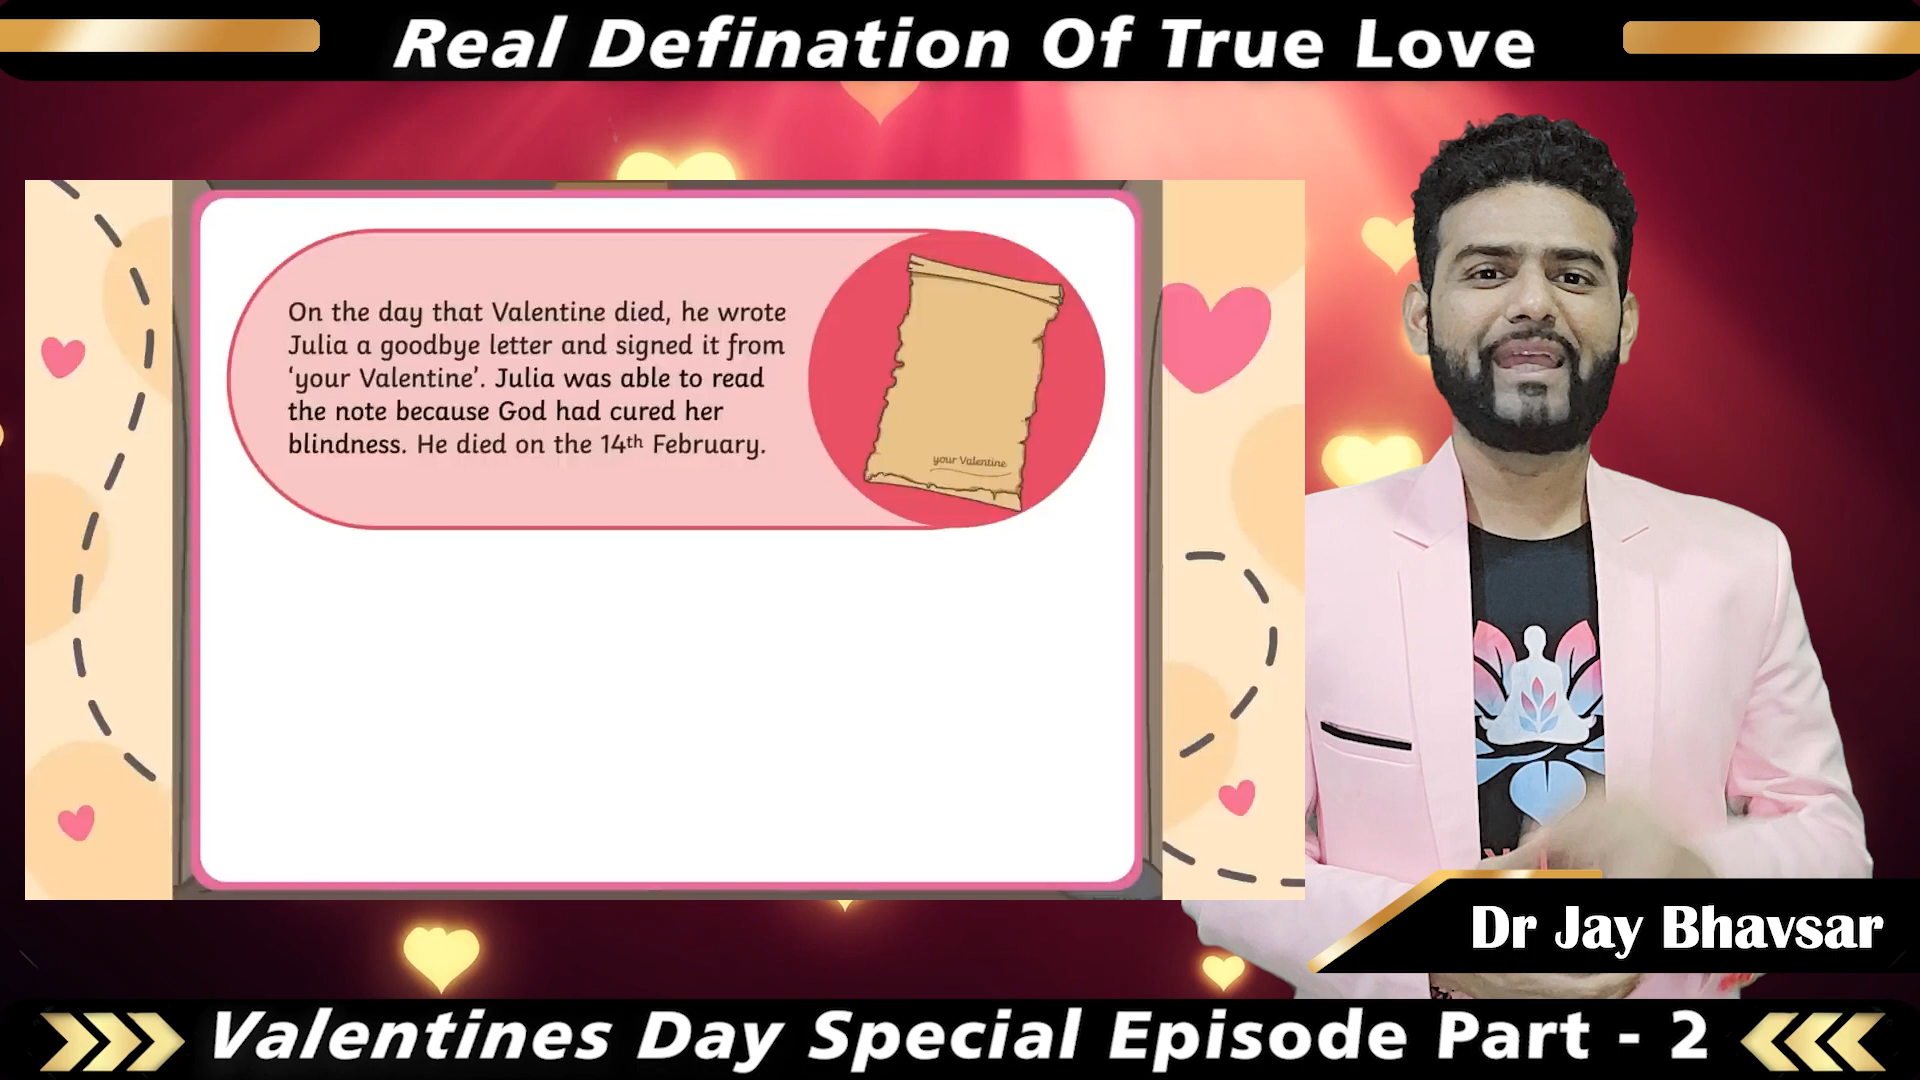 Real Defination Of True Love
On the day that Valentine died, he wrote
Julia a goodbye letter and signed it from
‘your Valentine’. Julia was able to read
the note because God had cured her
blindness. He died on the 14th February.
your Valentine
Dr Jay Bhavsar
Valentines Day Special Episode Part - 2